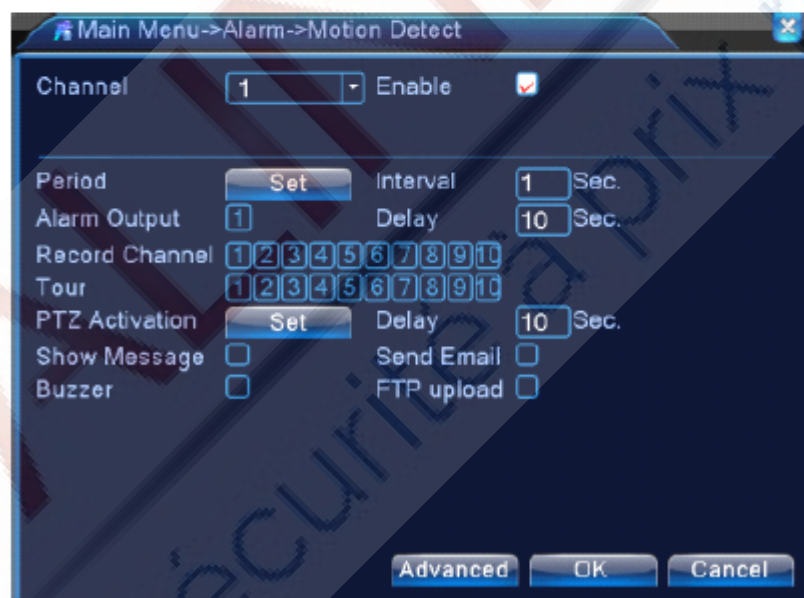 Main Menu->Alarm->Motion Detect
Channel 1 Enable
Period Set Interval 1 Sec.
Alarm Output 1 Delay 10 Sec.
Record Channel 1 2 3 4 5 6 7 8 9 10
Tour 1 2 3 4 5 6 7 8 9 10
PTZ Activation Set Delay 10 Sec.
Show Message Send Email
Buzzer FTP upload
Advanced OK Cancel
écurité à prix